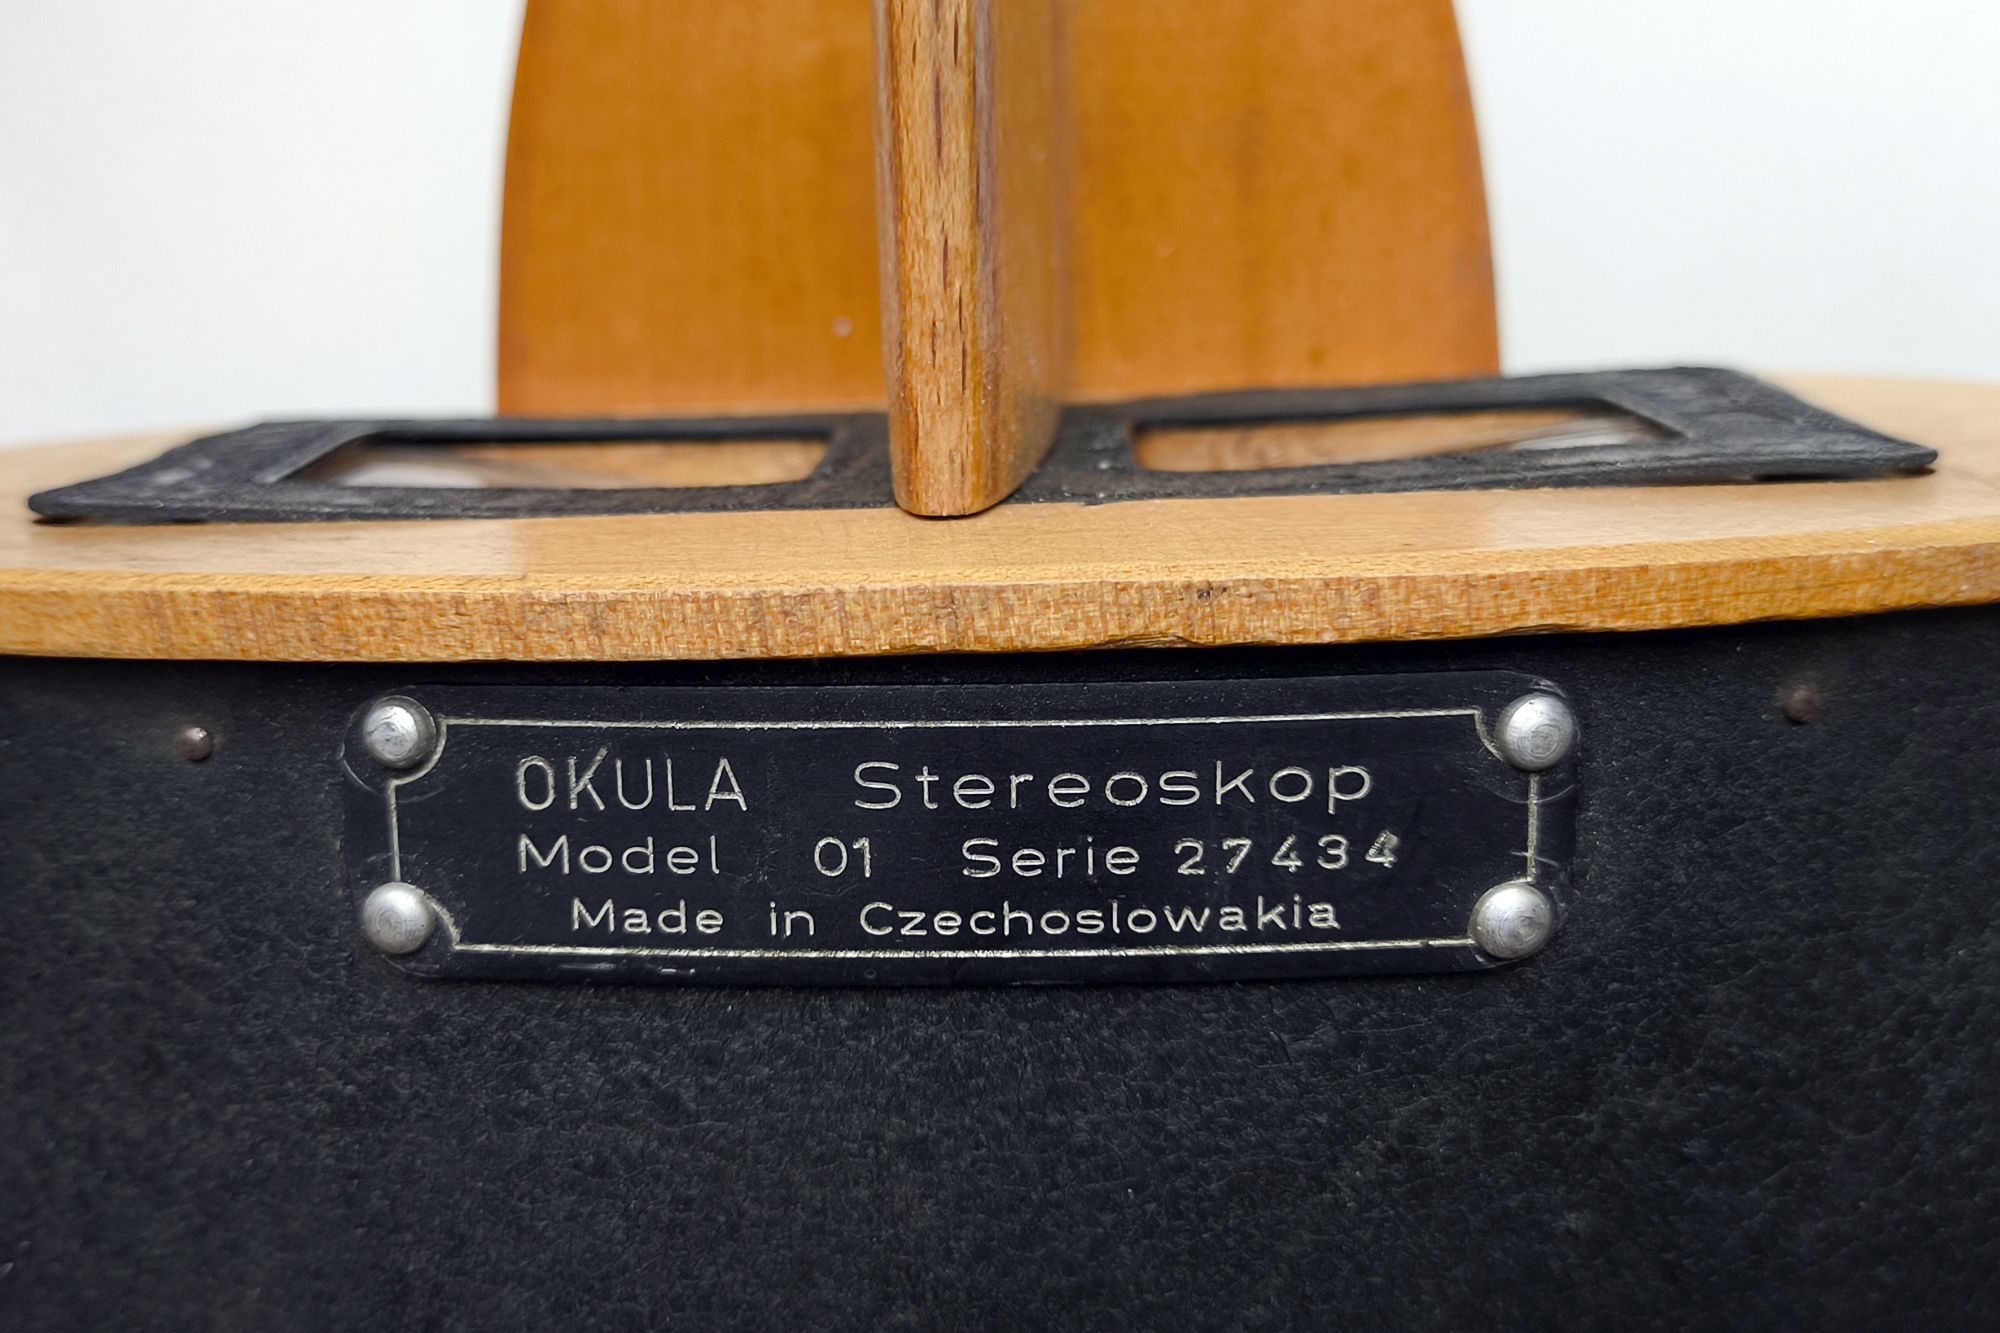 OKULA Stereoskop
Model 01 Serie 27434
Made in Czechoslowakia